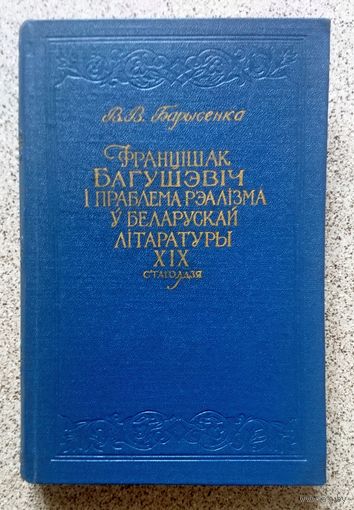 В.В. Барысенка
Францішак
Багушэвіч
і праблема рэалізма
ў беларускай
літаратуры
XIX
стагоддзя